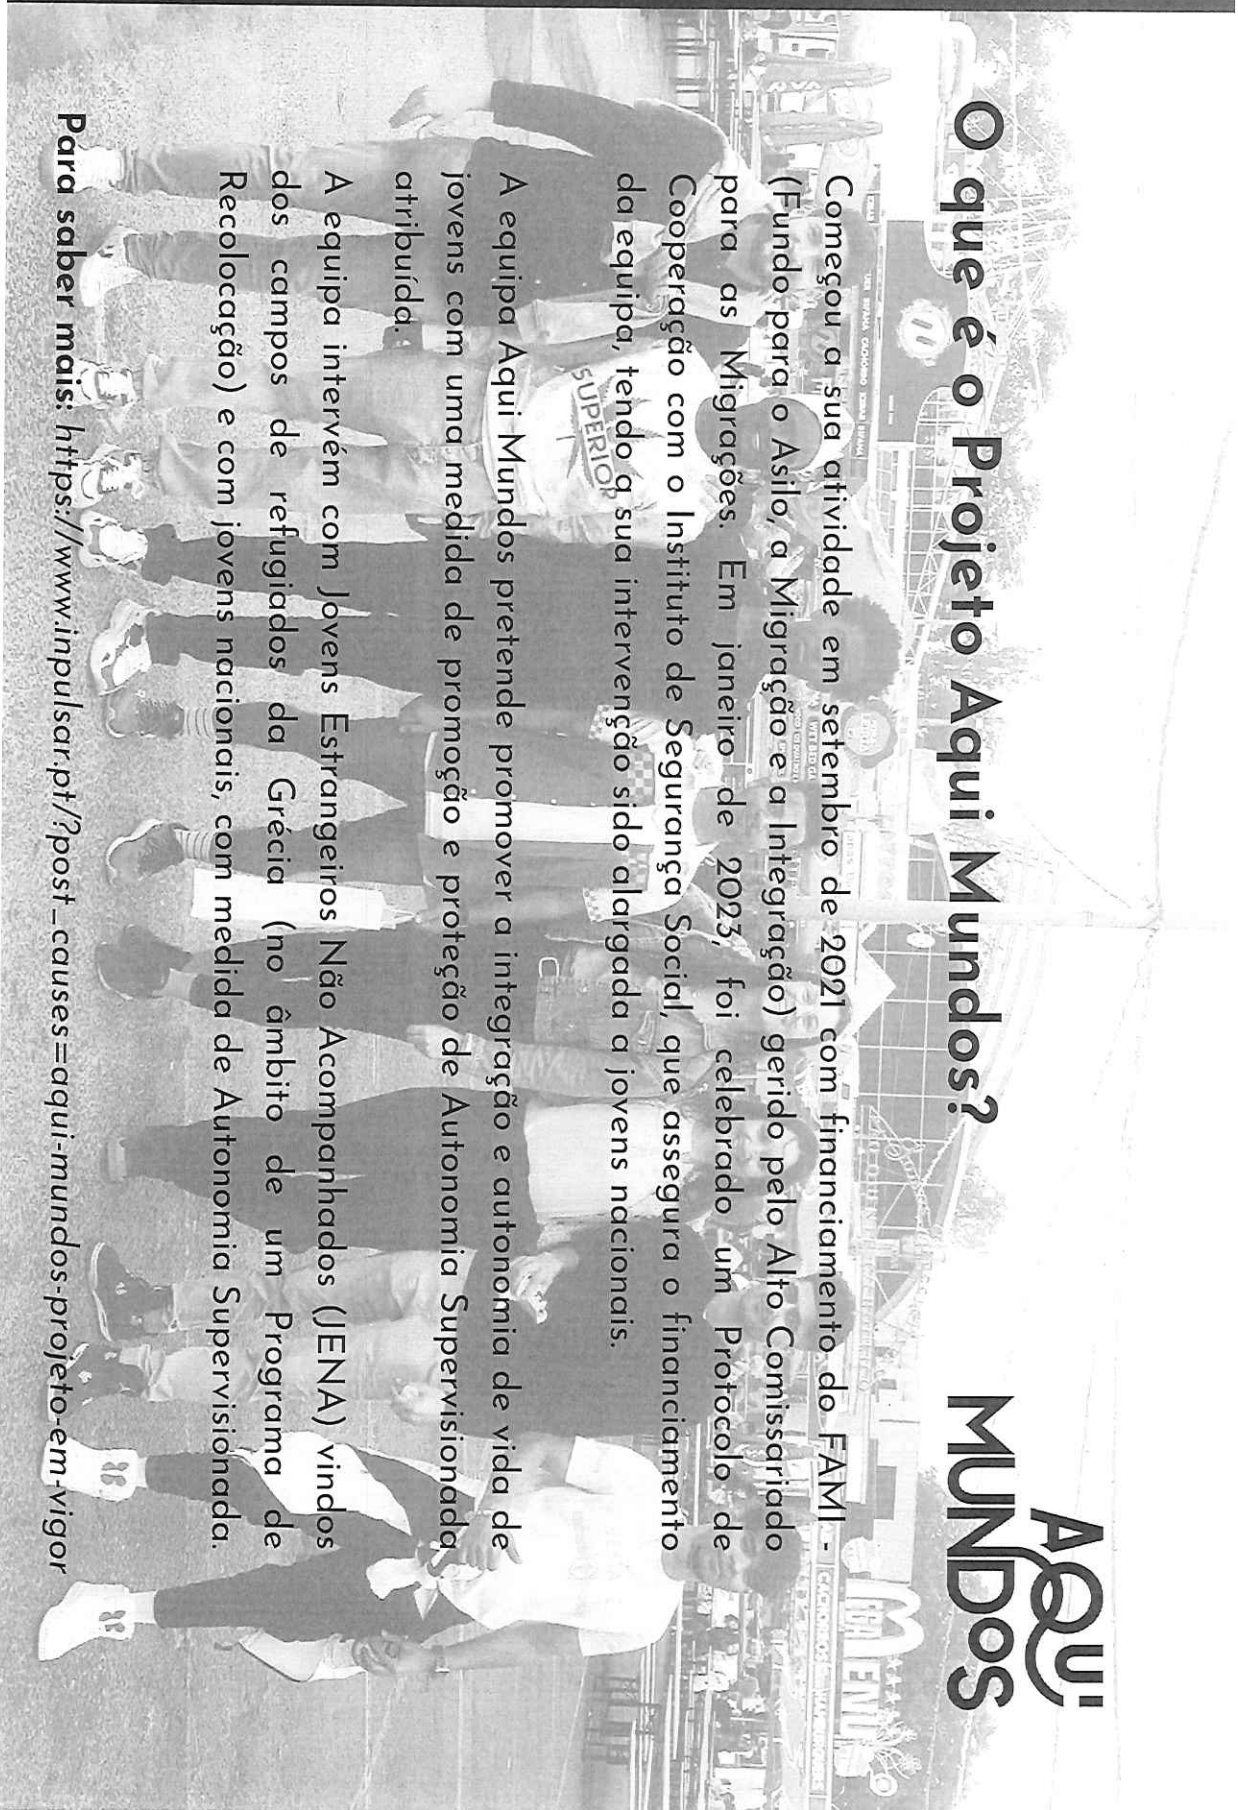 O que é o Projeto Aqui Mundos?
AQUI
MUNDOS
Começou a sua atividade em setembro de 2021 com financiamento do FAMI -
(Fundo para o Asilo, a Migração e a Integração) gerido pelo Alto Comissariado
para as Migrações. Em janeiro de 2023, foi celebrado um Protocolo de
Cooperação com o Instituto de Segurança Social, que assegura o financiamento
da equipa, tendo a sua intervenção sido alargada a jovens nacionais.
A equipa Aqui Mundos pretende promover a integração e autonomia de vida de
jovens com uma medida de promoção e proteção de Autonomia Supervisionada
atribuída.
A equipa intervém com Jovens Estrangeiros Não Acompanhados (JENA) vindos
dos campos de refugiados da Grécia (no âmbito de um Programa de
Recolocação) e com jovens nacionais, com medida de Autonomia Supervisionada.
Para saber mais: https://www.inpulsar.pt/?post_causes=aqui-mundos-projeto-em-vigor
SUPERIOR